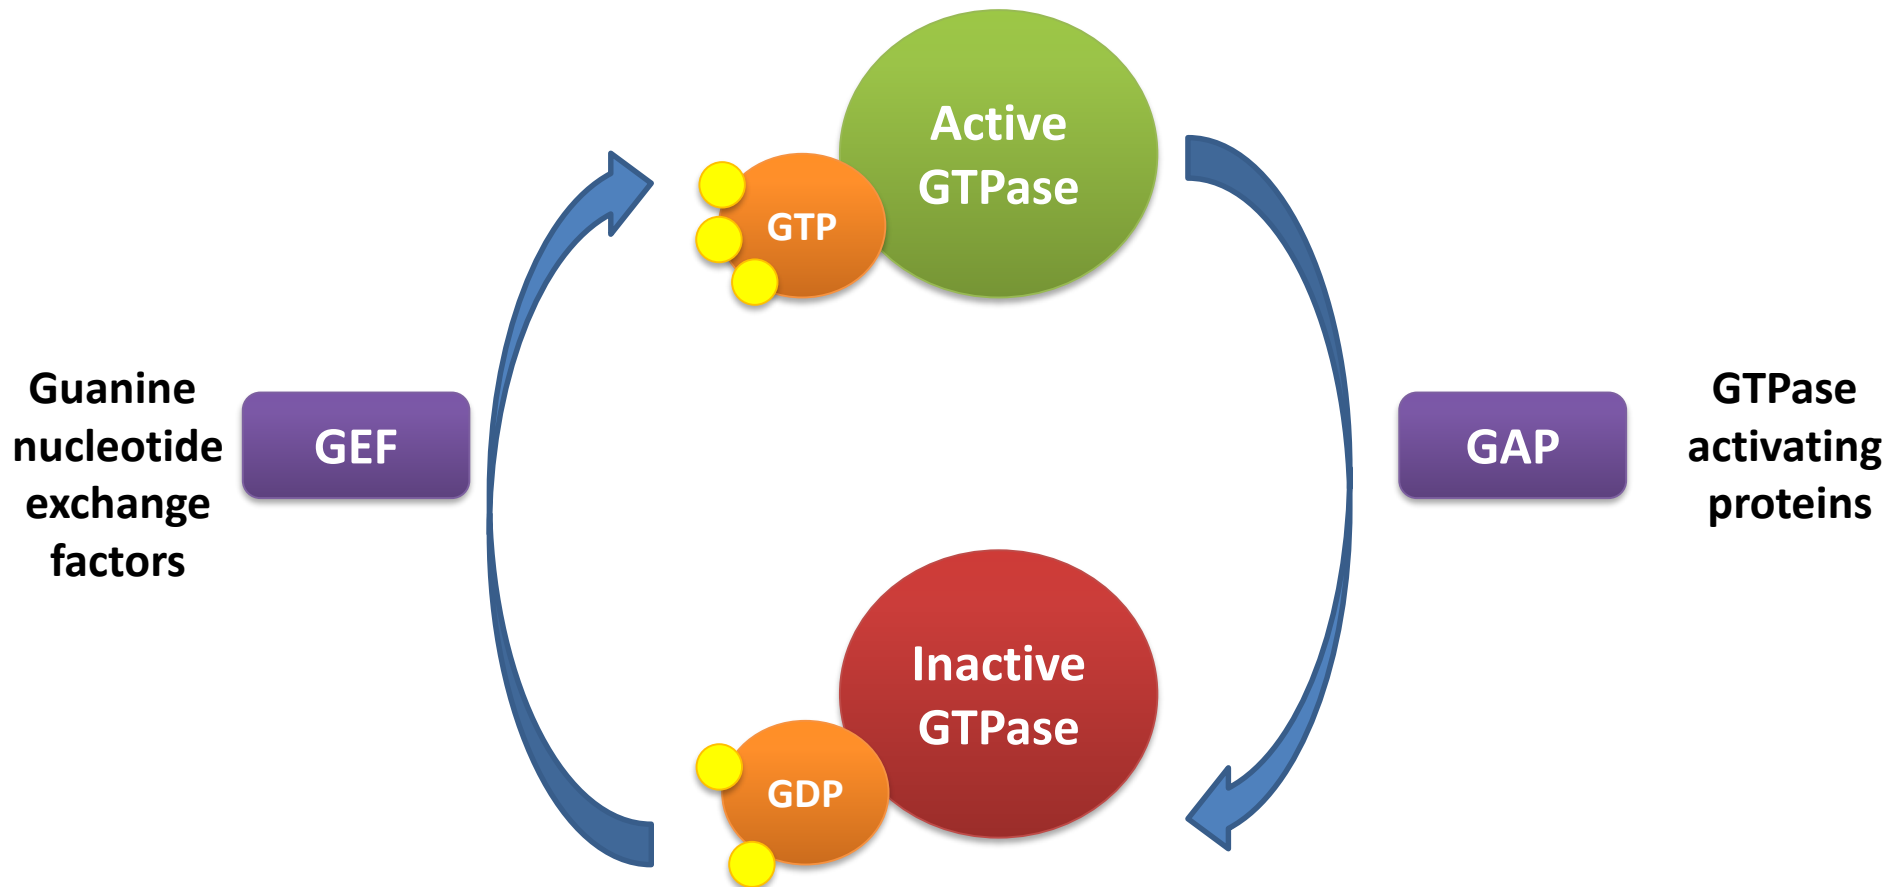 Active
GTPase
GTP
Guanine
nucleotide
exchange
factors
GEF
GAP
GTPase
activating
proteins
Inactive
GTPase
GDP